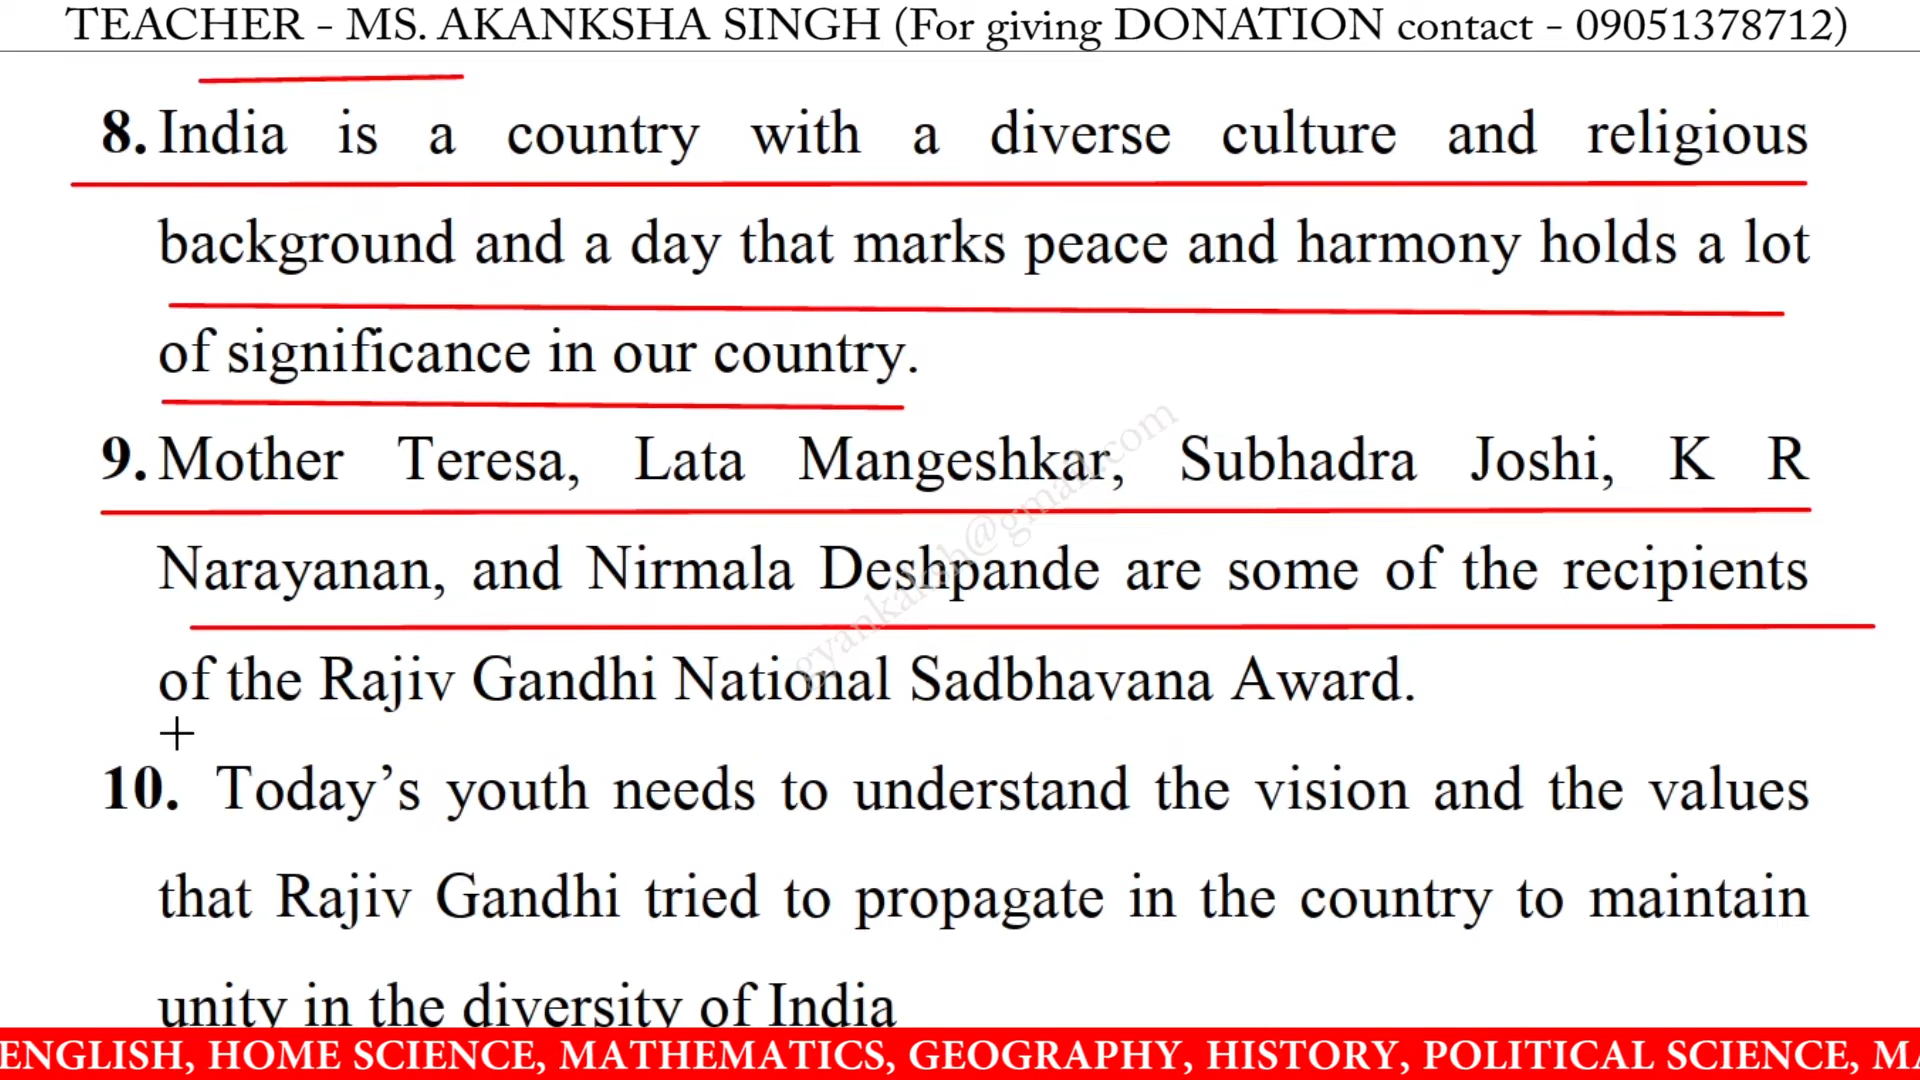 TEACHER - MS. AKANKSHA SINGH (For giving DONATION contact - 09051378712)
8. India is a country with a diverse culture and religious
background and a day that marks peace and harmony holds a lot
of significance in our country.
9. Mother Teresa, Lata Mangeshkar, Subhadra Joshi, K R
Narayanan, and Nirmala Deshpande are some of the recipients
of the Rajiv Gandhi National Sadbhavana Award.
10. Today’s youth needs to understand the vision and the values
that Rajiv Gandhi tried to propagate in the country to maintain
unity in the diversity of India
ENGLISH, HOME SCIENCE, MATHEMATICS, GEOGRAPHY, HISTORY, POLITICAL SCIENCE,